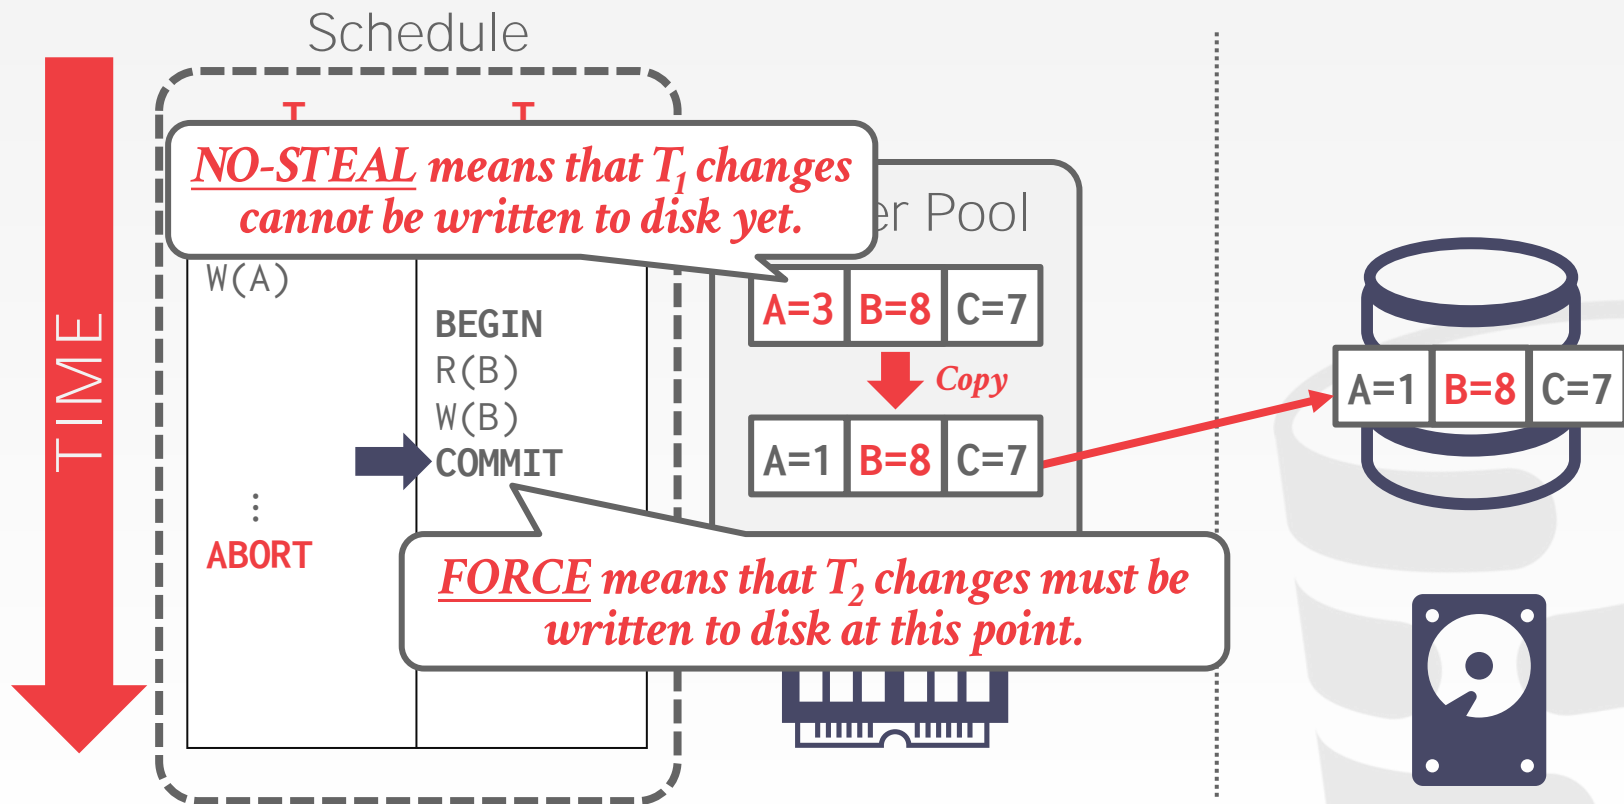 Schedule
T T
NO-STEAL means that T1 changes
cannot be written to disk yet.
er Pool
W(A)
A=3 B=8 C=7
BEGIN
R(B)
Copy
A=1 B=8 C=7
W(B)
COMMIT
A=1 B=8 C=7
⋮
ABORT
FORCE means that T2 changes must be
written to disk at this point.
TIME